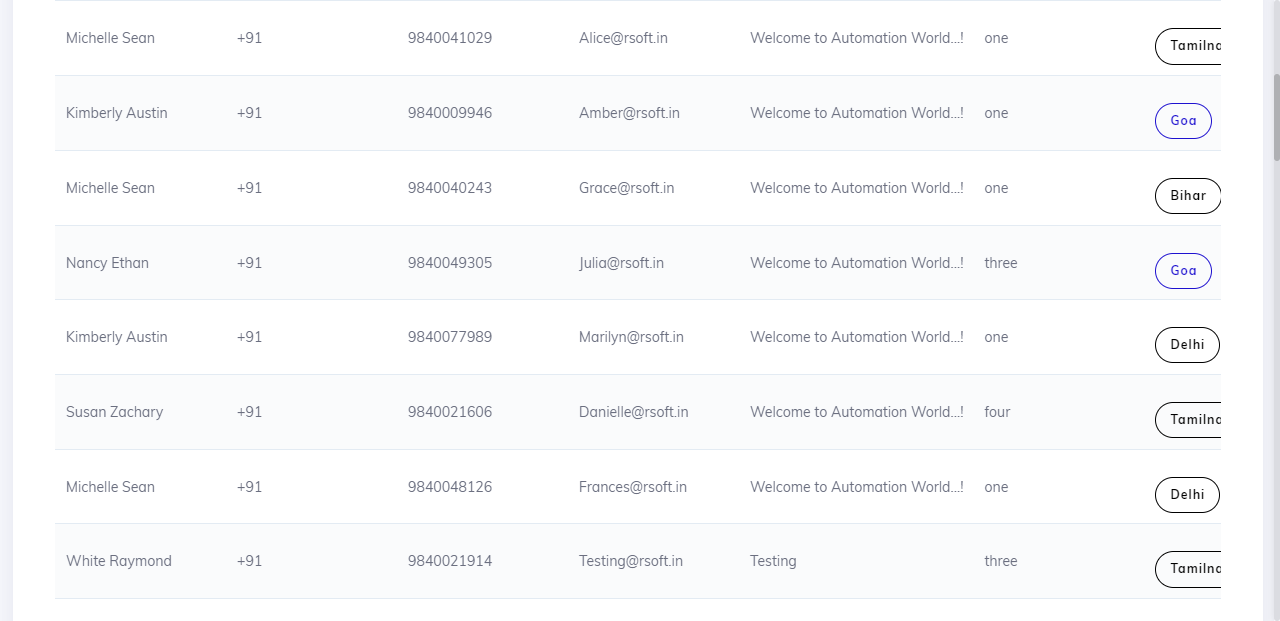 Michelle Sean +91 9840041029 Alice@rsoft.in Welcome to Automation World...! one
Kimberly Austin +91 9840009946 Amber@rsoft.in Welcome to Automation World...! one Goa
Michelle Sean +91 9840040243 Grace@rsoft.in Welcome to Automation World...! one Bihar
Nancy Ethan +91 9840049305 Julia@rsoft.in Welcome to Automation World...! three Goa
Kimberly Austin +91 9840077989 Marilyn@rsoft.in Welcome to Automation World...! one Delhi
Susan Zachary +91 9840021606 Danielle@rsoft.in Welcome to Automation World...! four
Michelle Sean +91 9840048126 Frances@rsoft.in Welcome to Automation World...! one Delhi
White Raymond +91 9840021914 Testing@rsoft.in Testing three